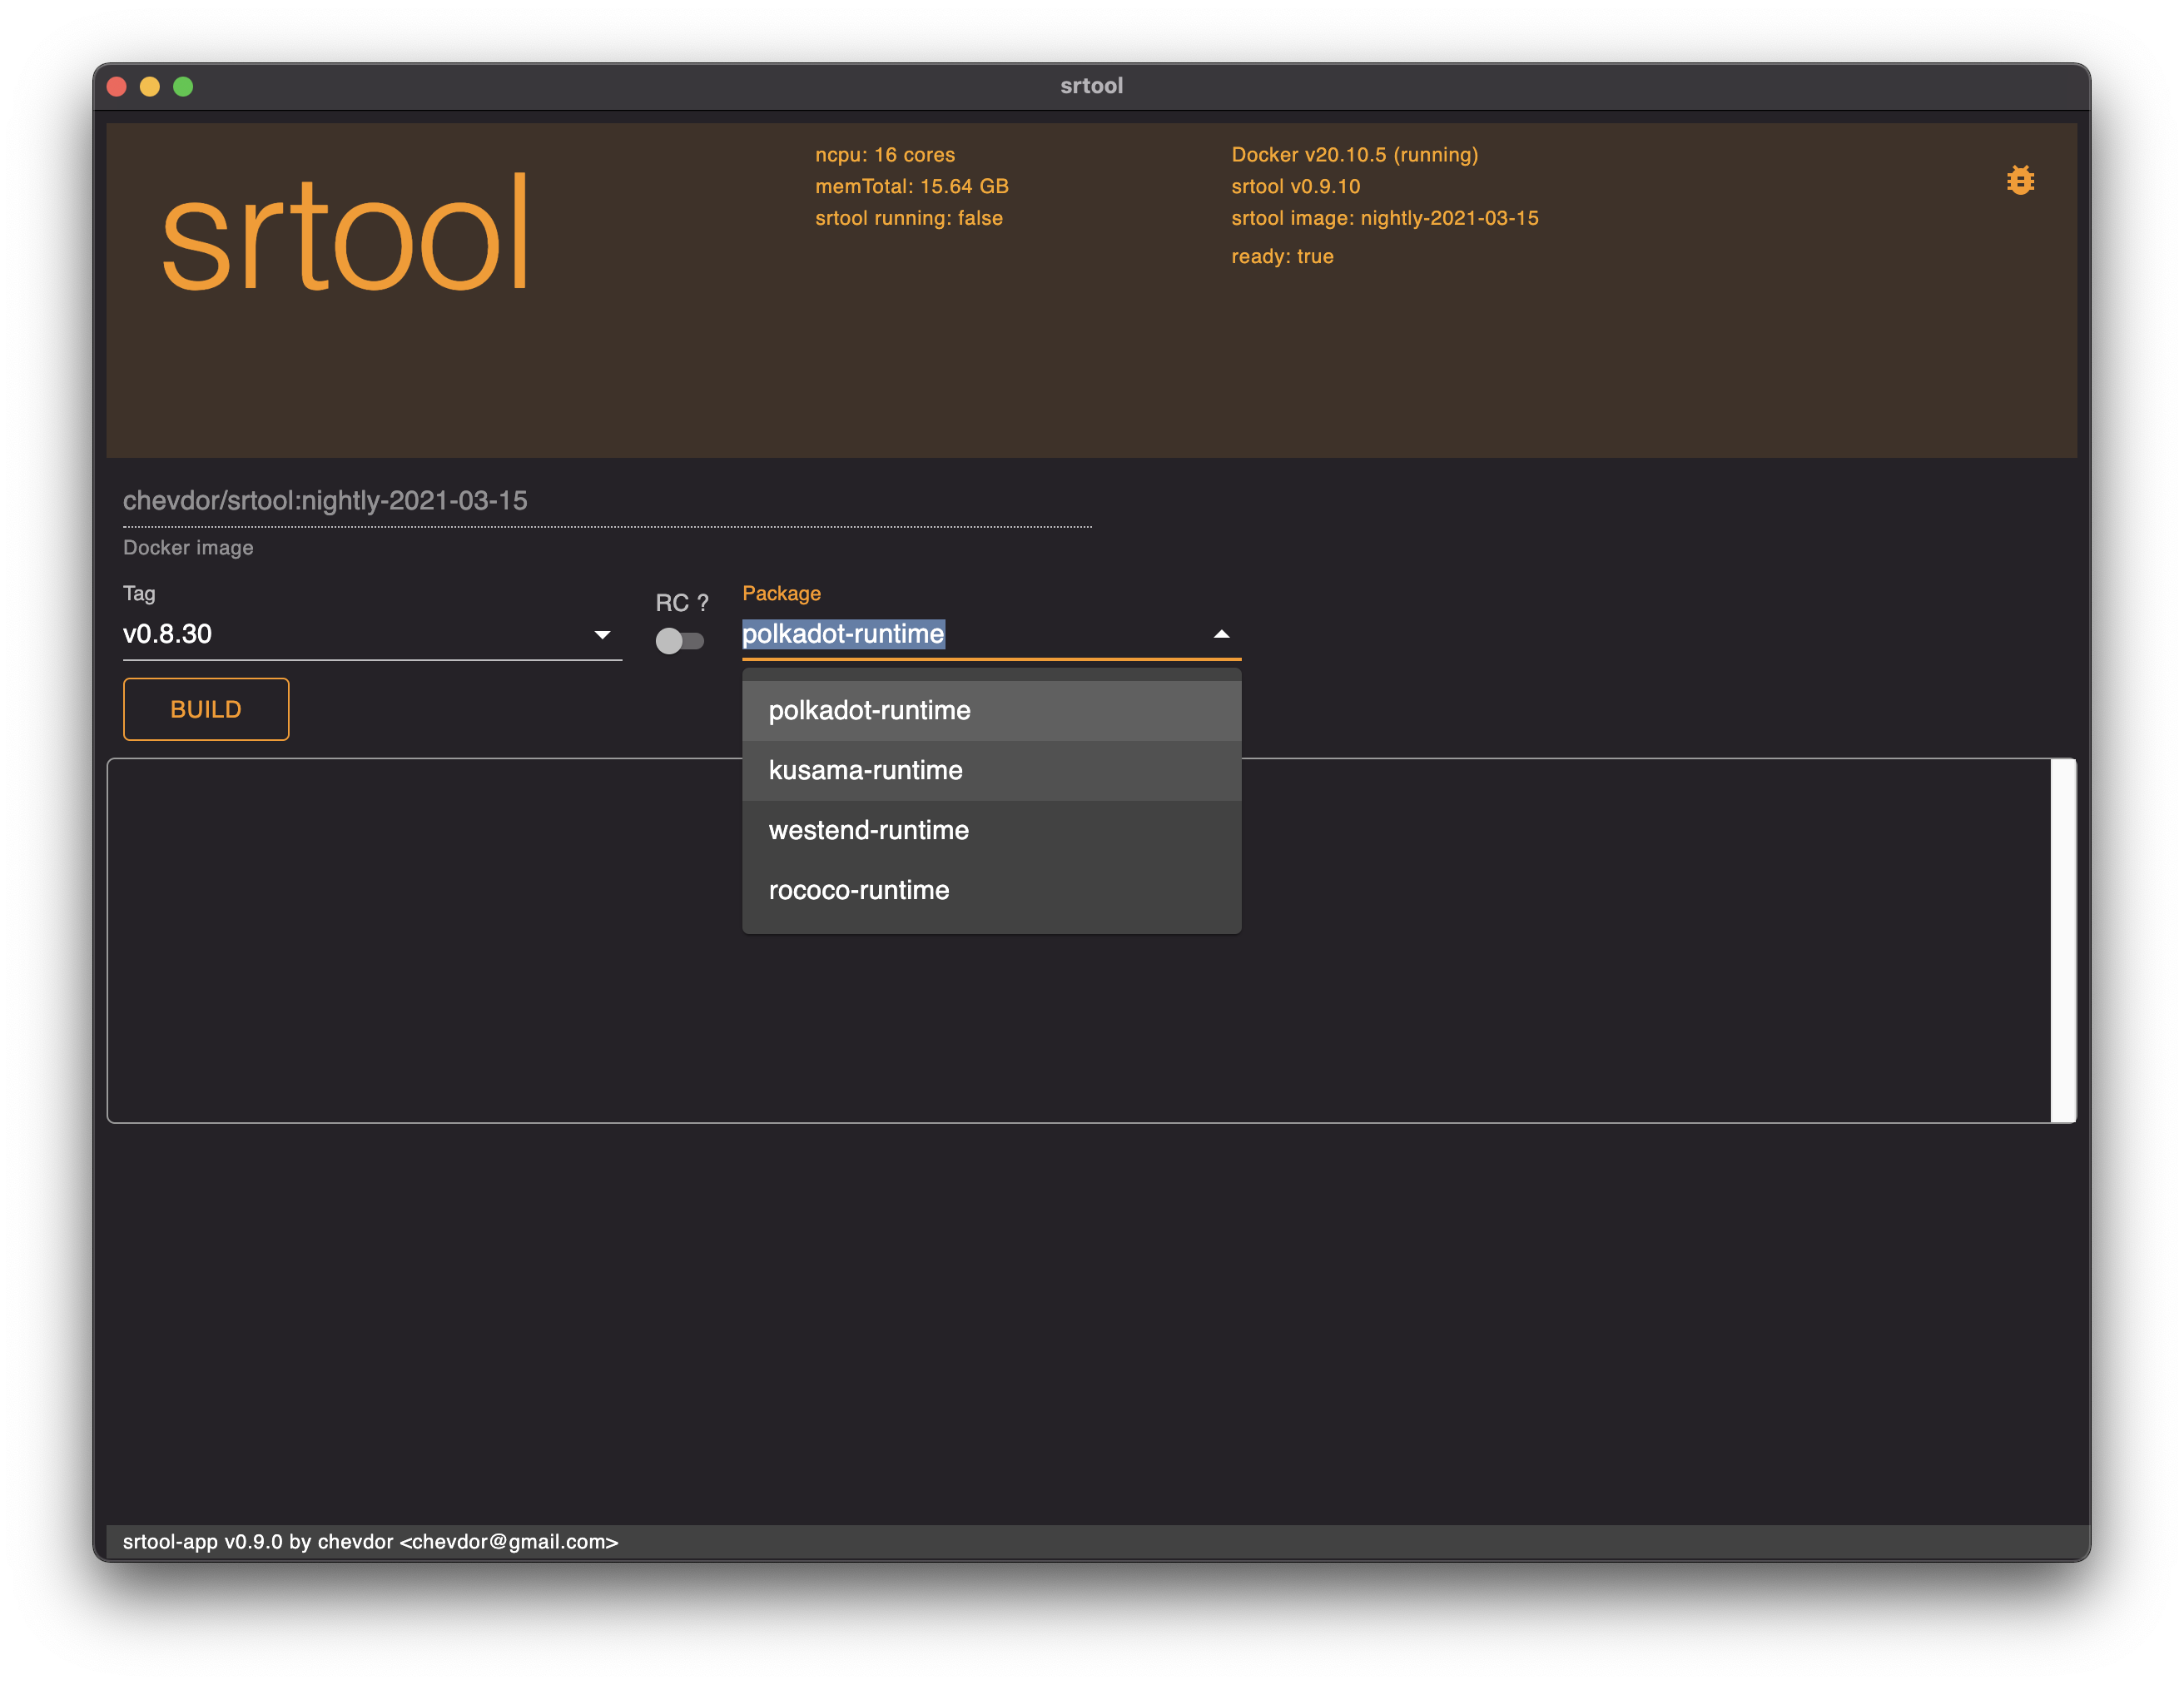 srtool
srtool
ncpu: 16 cores
memTotal: 15.64 GB
srtool running: false
Docker v20.10.5 (running)
srtool v0.9.10
srtool image: nightly-2021-03-15
ready: true
chevdor/srtool:nightly-2021-03-15
Docker image
Tag
v0.8.30
RC ?
Package
polkadot-runtime
BUILD
polkadot-runtime
kusama-runtime
westend-runtime
rococo-runtime
srtool-app v0.9.0 by chevdor <chevdor@gmail.com>